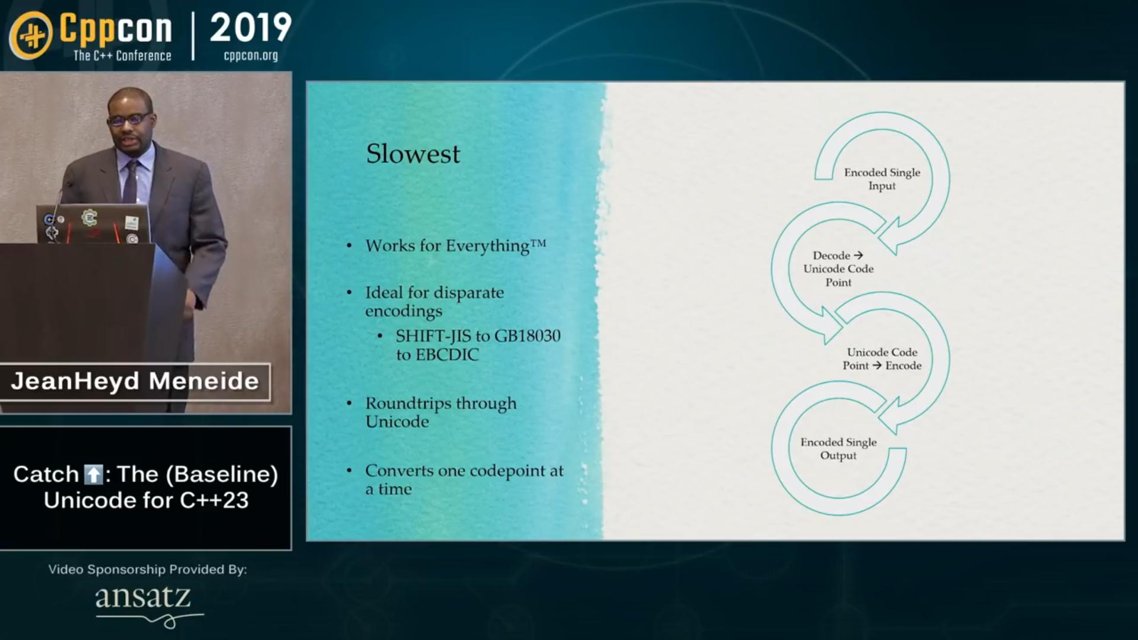 Cppcon | 2019
The C++ Conference
cppcon.org
JeanHeyd Meneide
Catch ⬆️: The (Baseline)
Unicode for C++23
Video Sponsorship Provided By:
ansatz
Slowest
• Works for Everything™
• Ideal for disparate
encodings
• SHIFT-JIS to GB18030
to EBCDIC
• Roundtrips through
Unicode
• Converts one codepoint at
a time
Encoded Single
Input
Decode →
Unicode Code
Point
Unicode Code
Point → Encode
Encoded Single
Output